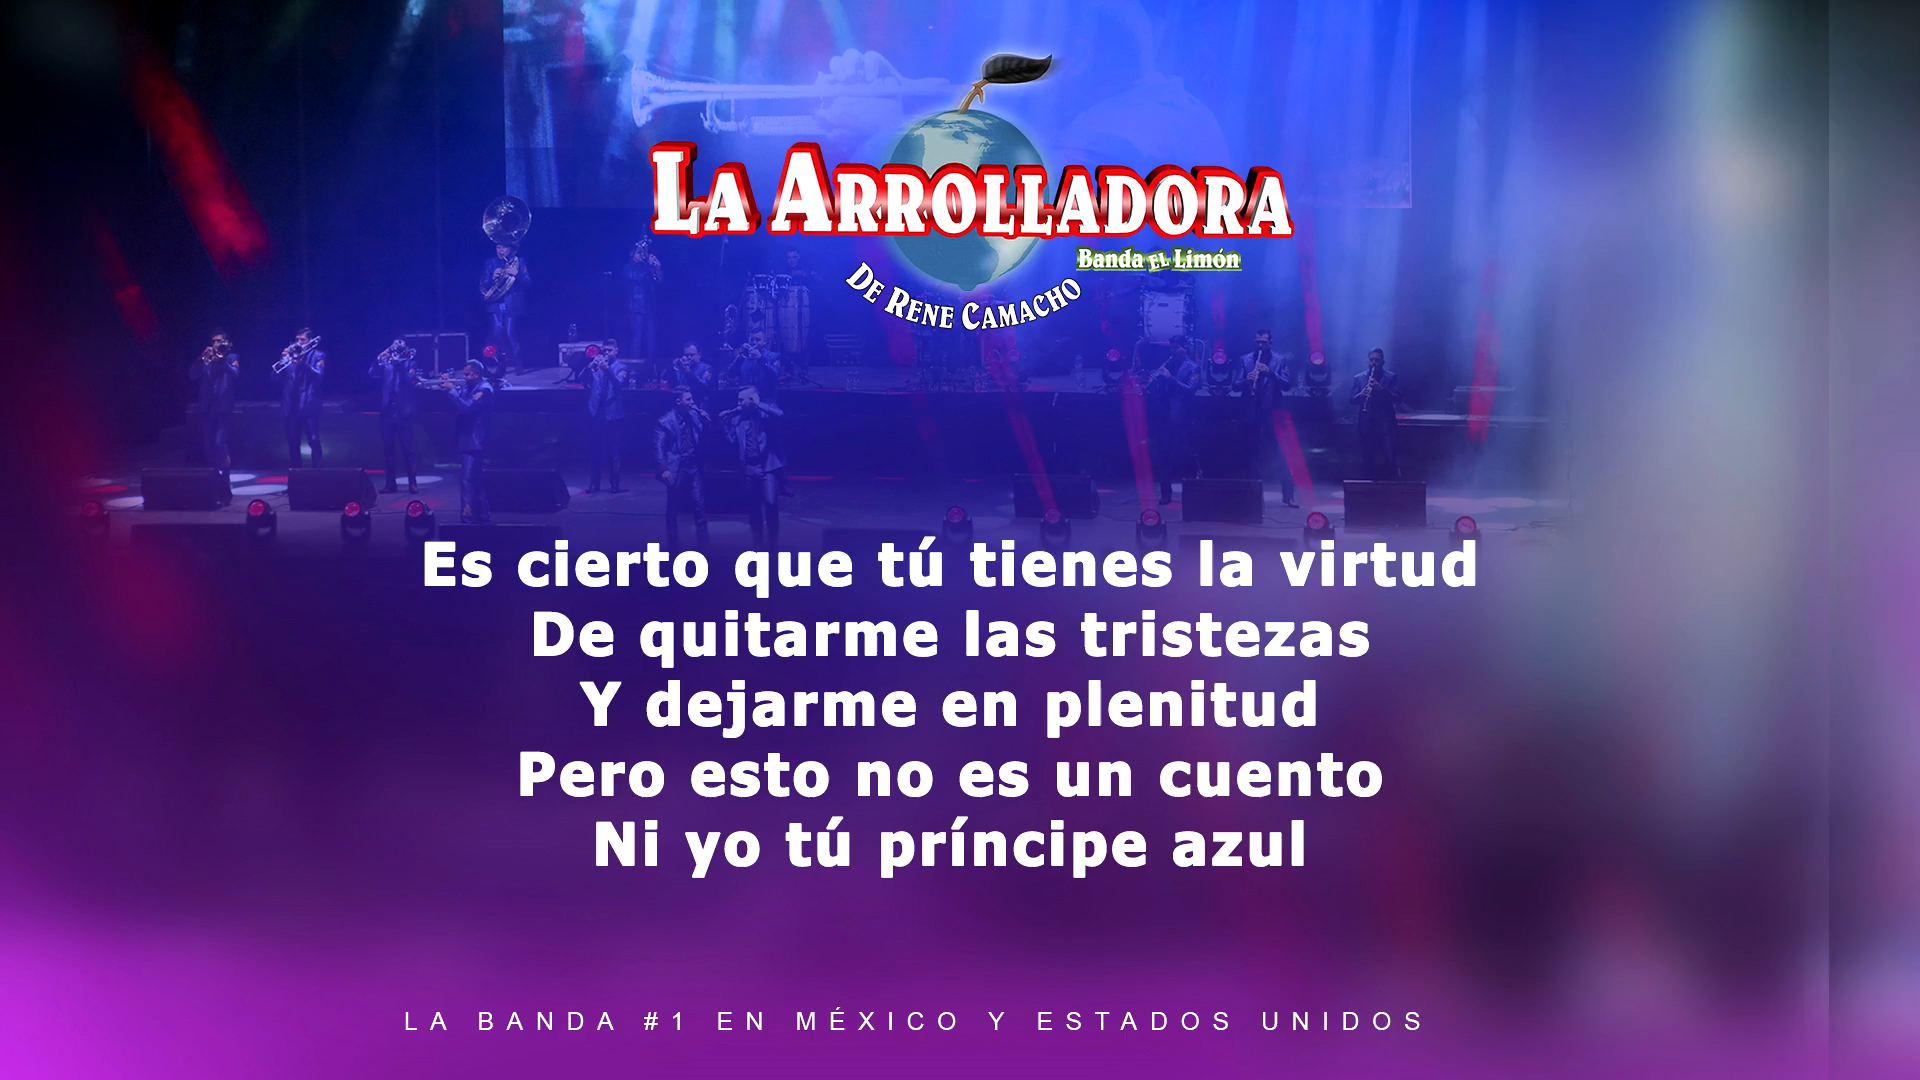 La Arrolladora
Banda El Limón
De Rene Camacho
Es cierto que tú tienes la virtud
De quitarme las tristezas
Y dejarme en plenitud
Pero esto no es un cuento
Ni yo tú príncipe azul
LA BANDA #1 EN MÉXICO Y ESTADOS UNIDOS